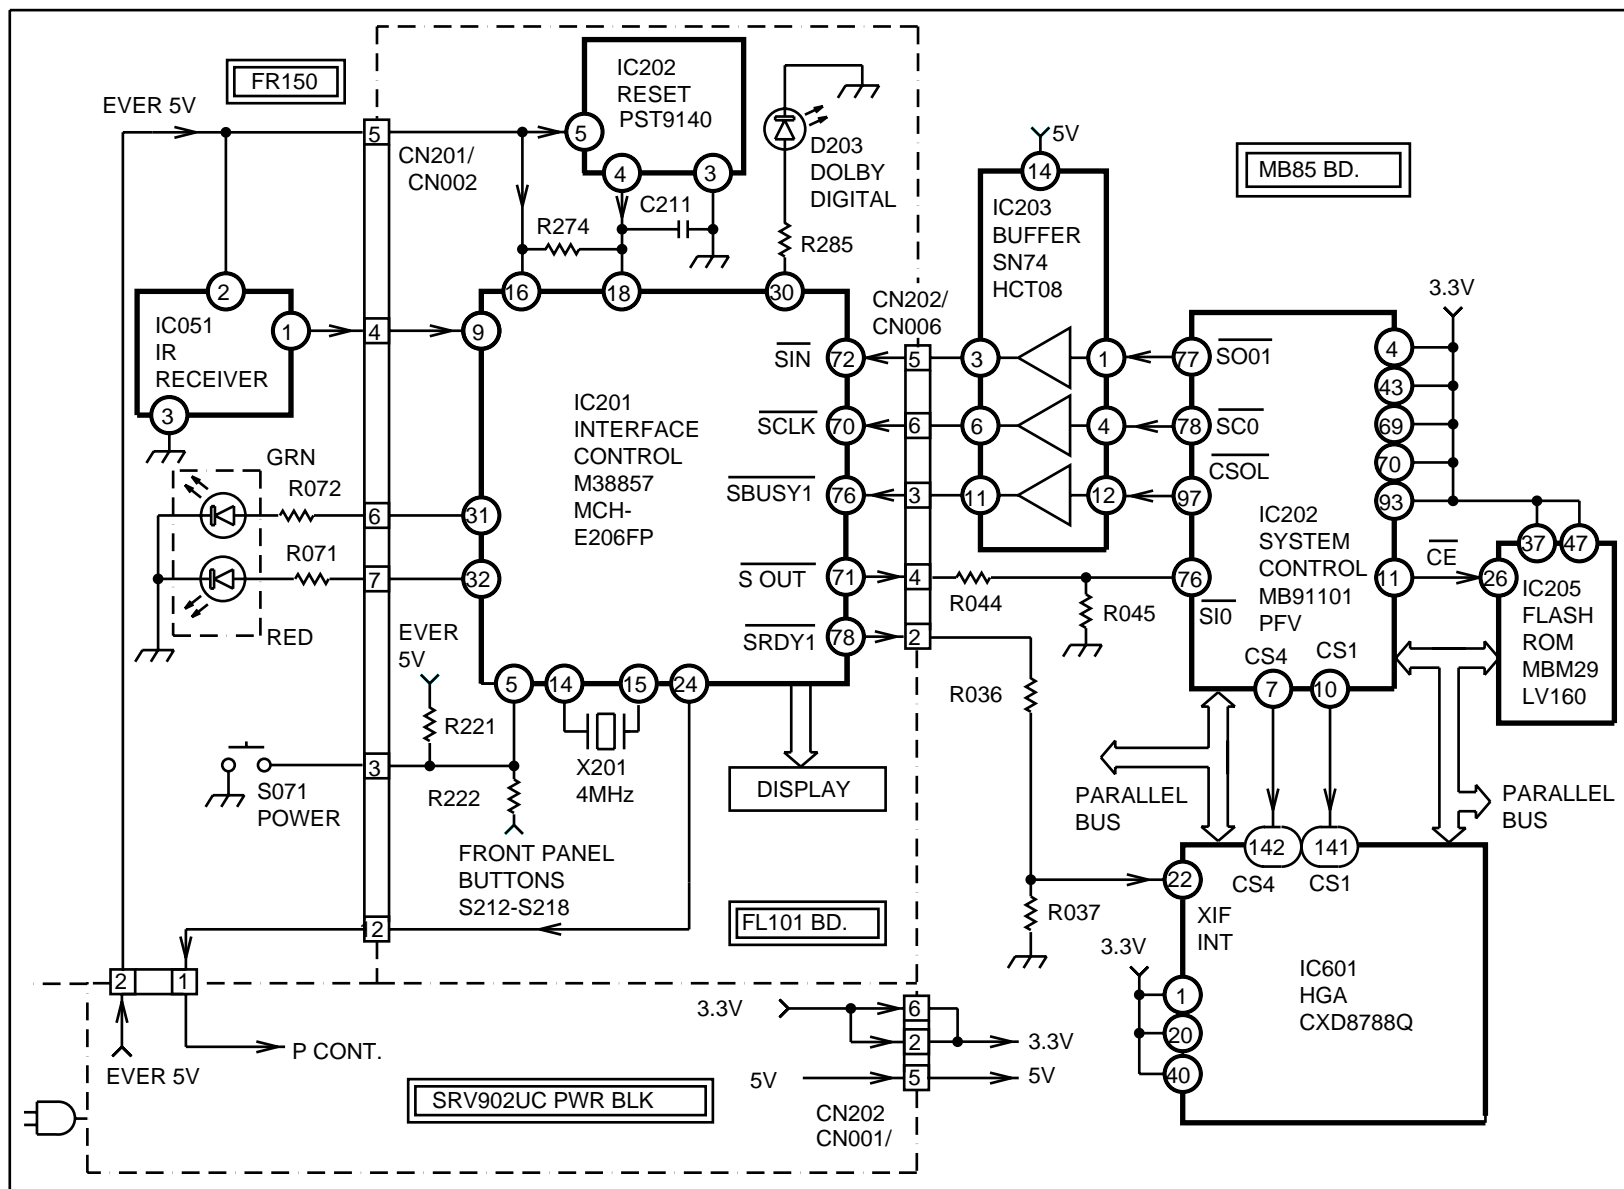 FR150
EVER 5V
5
CN201/
CN002
IC202
RESET
PST9140
5
4
3
C211
R274
D203
DOLBY
DIGITAL
R285
5V
14
IC203
BUFFER
SN74
HCT08
MB85 BD.
3.3V
2
IC051
IR
RECEIVER
1
3
4
9
16
18
30
IC201
INTERFACE
CONTROL
M38857
MCH-
E206FP
CN202/
CN006
SIN
72
5
3
1
77
SO01
SCLK
70
6
6
4
78
SC0
SBUSY1
76
3
11
12
97
CSOL
S OUT
71
4
R044
R045
76
SI0
SRDY1
78
2
4
43
69
70
93
IC202
SYSTEM
CONTROL
MB91101
PFV
11
CE
26
37
47
IC205
FLASH
ROM
MBM29
LV160
CS4
CS1
7
10
GRN
R072
6
31
R071
7
32
RED
EVER
5V
R221
5
14
15
24
X201
4MHz
DISPLAY
S071
POWER
3
R222
FRONT PANEL
BUTTONS
S212-S218
R036
R037
PARALLEL
BUS
PARALLEL
BUS
142
141
CS4
CS1
22
XIF
INT
3.3V
1
20
40
IC601
HGA
CXD8788Q
FL101 BD.
12
2
1
EVER 5V
P CONT.
3.3V
6
2
3.3V
5V
5
5V
SRV902UC PWR BLK
CN202
CN001/